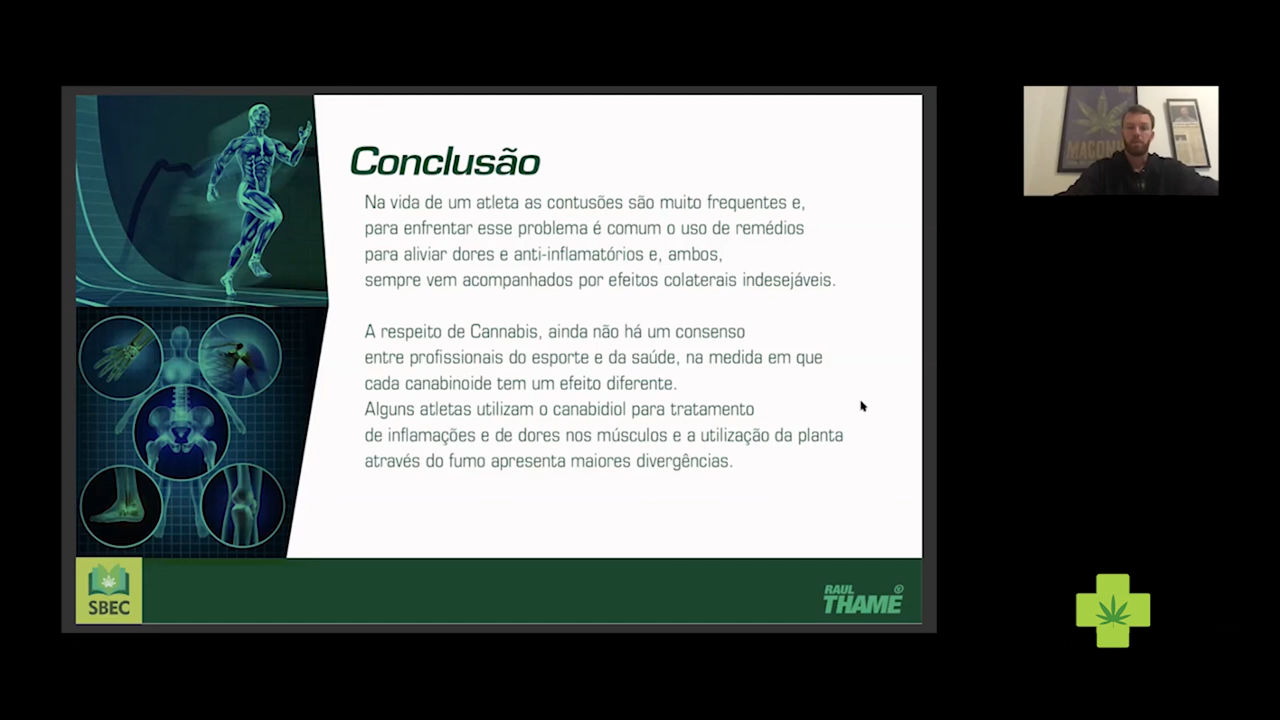 Conclusão
Na vida de um atleta as contusões são muito frequentes e,
para enfrentar esse problema é comum o uso de remédios
para aliviar dores e anti-inflamatórios e, ambos,
sempre vem acompanhados por efeitos colaterais indesejáveis.
A respeito de Cannabis, ainda não há um consenso
entre profissionais do esporte e da saúde, na medida em que
cada canabinoide tem um efeito diferente.
Alguns atletas utilizam o canabidiol para tratamento
de inflamações e de dores nos músculos e a utilização da planta
através do fumo apresenta maiores divergências.
SBEC
RAUL
THAME